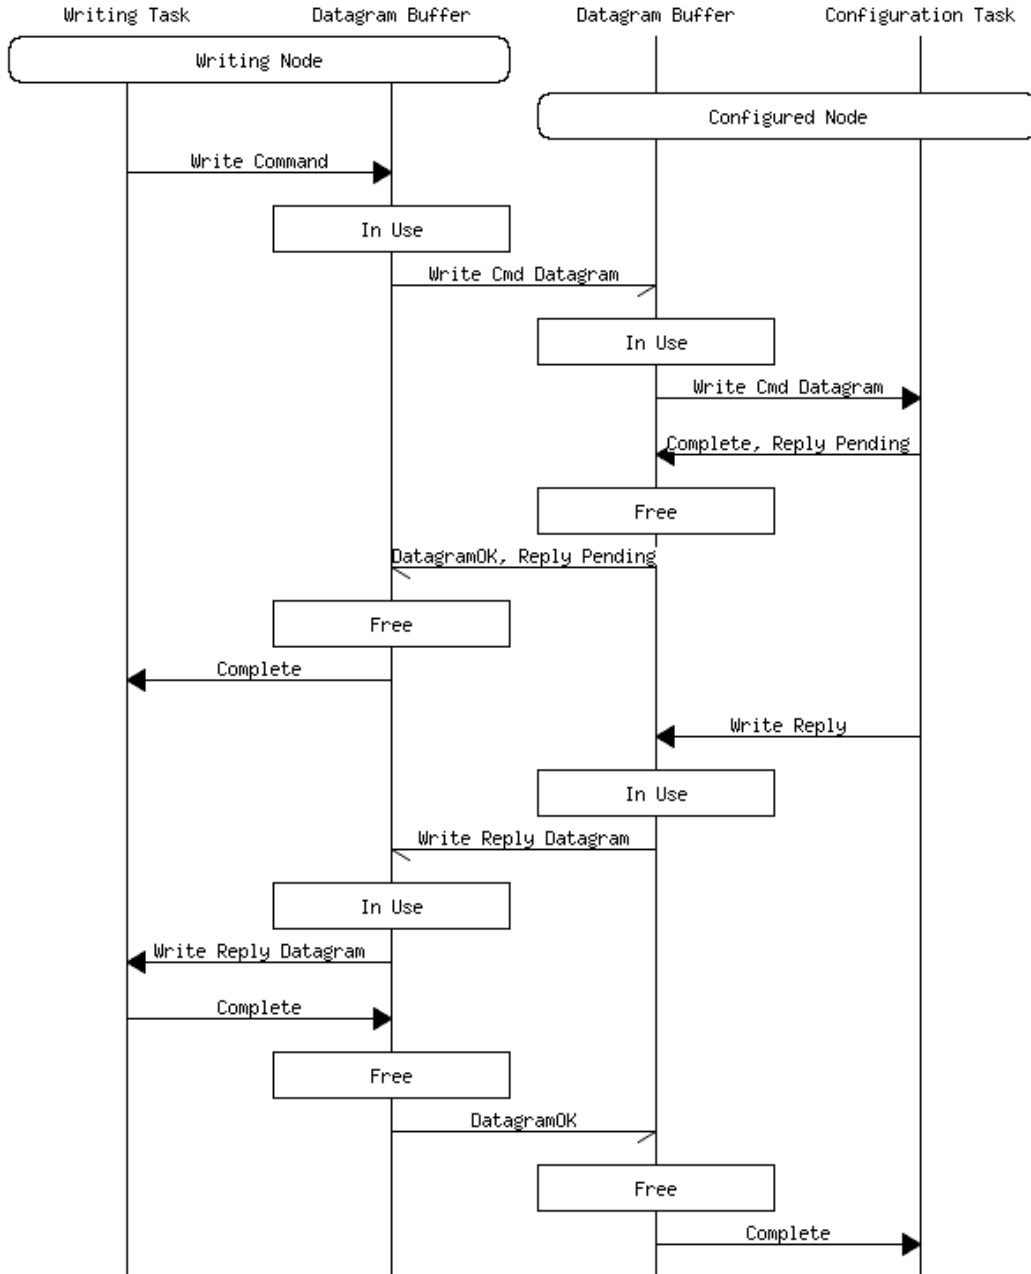 Writing Task
Datagram Buffer
Datagram Buffer
Configuration Task
Writing Node
Configured Node
Write Command
In Use
Write Cmd Datagram
In Use
Write Cmd Datagram
Complete, Reply Pending
Free
DatagramOK, Reply Pending
Free
Complete
Write Reply
In Use
Write Reply Datagram
In Use
Write Reply Datagram
Complete
Free
DatagramOK
Free
Complete